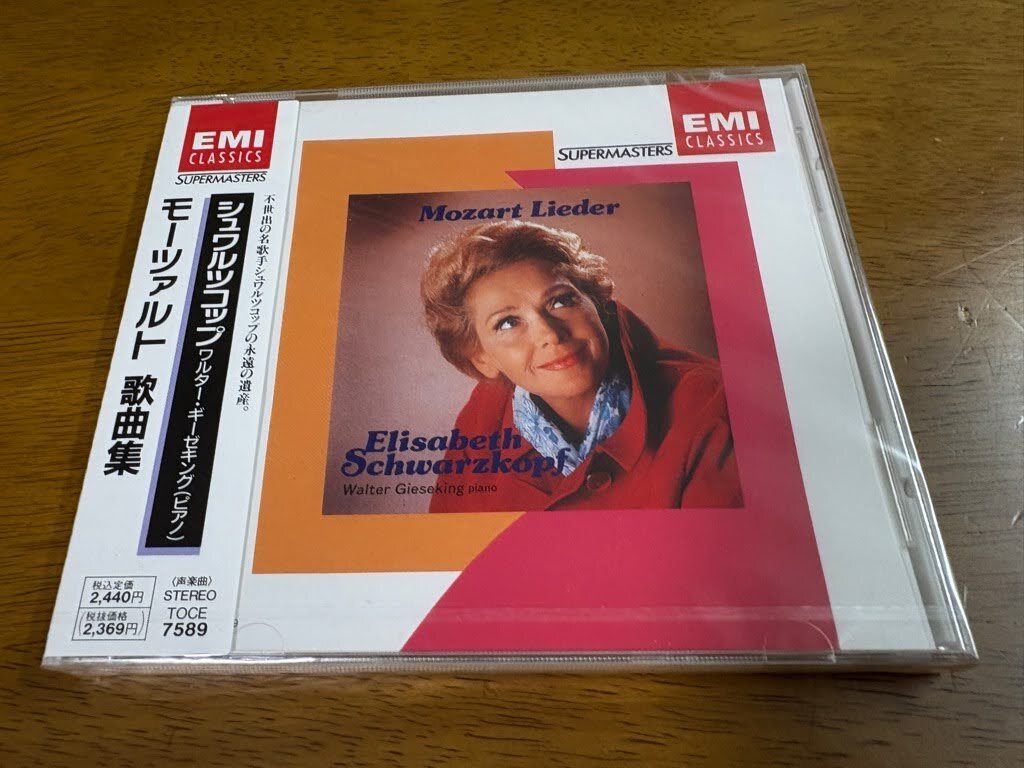 EMI
CLASSICS
SUPERMASTERS
不世出の名歌手シュワルツコップの永遠の遺産。
シュワルツコップ ワルター・ギーゼキング(ピアノ)
モーツァルト 歌曲集
税込定価
2,440円
(税抜価格
2,369円)
〈声楽曲〉
STEREO
TOCE
7589
SUPERMASTERS
EMI
CLASSICS
Mozart Lieder
Elisabeth
Schwarzkopf
Walter Gieseking piano